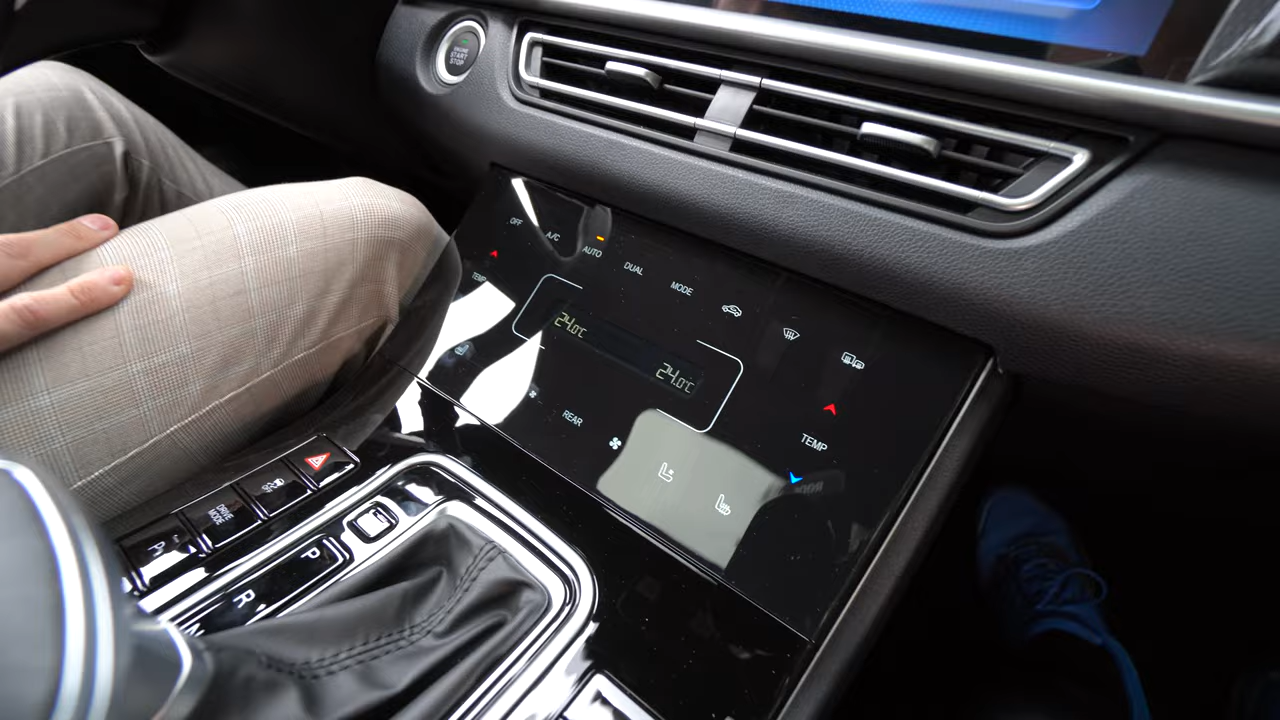 ENGINE
START
STOP
OFF
A/C
AUTO
DUAL
MODE
TEMP
24.0°C
24.0°C
REAR
TEMP
DRIVE
MODE
P
R
N